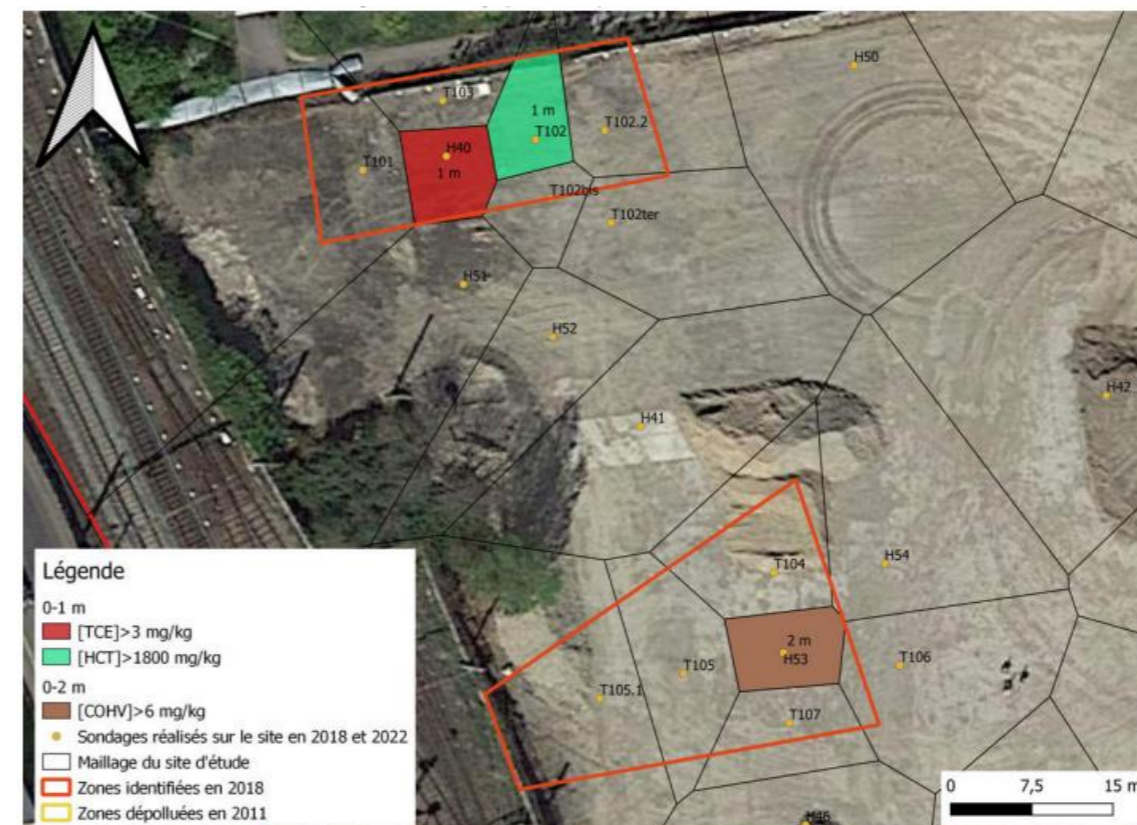 H50
T103
1 m
T102
T102.2
H40
T101
1 m
T102bis
T102ter
H51
H52
H42
H41
H54
T104
2 m
H53
T106
T105
T105.1
T107
H46
Légende
0-1 m
[TCE]>3 mg/kg
[HCT]>1800 mg/kg
0-2 m
[COHV]>6 mg/kg
Sondages réalisés sur le site en 2018 et 2022
Maillage du site d'étude
Zones identifiées en 2018
Zones dépolluées en 2011
0 7,5 15 m